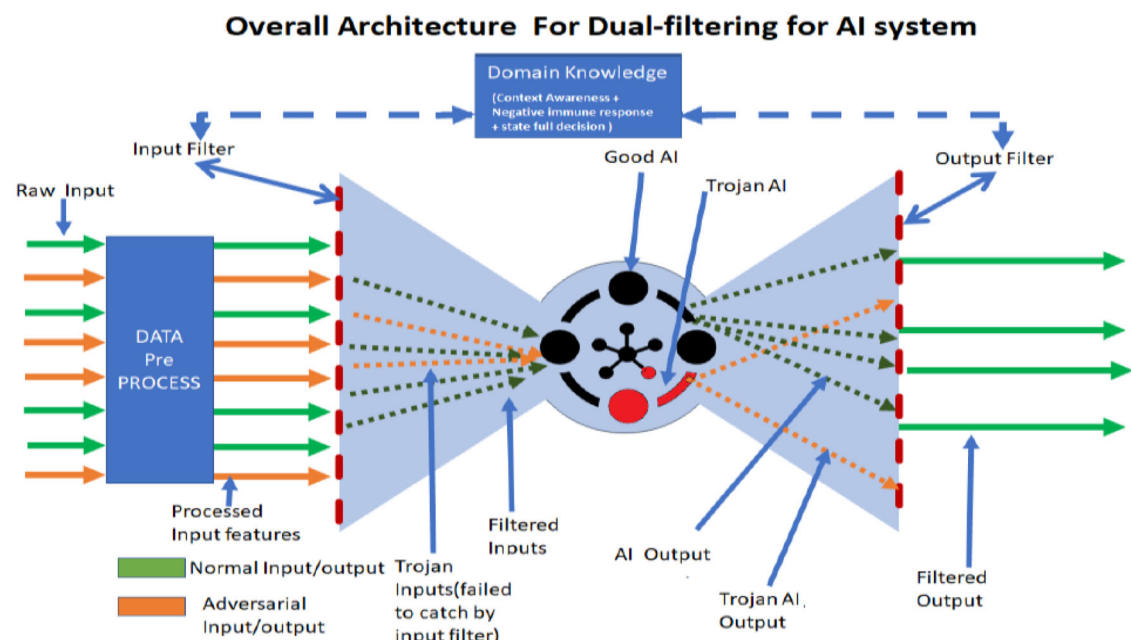 Overall Architecture For Dual-filtering for AI system
Domain Knowledge
(Context Awareness +
Negative immune response
+ state full decision )
Input Filter
Good AI
Output Filter
Raw Input
Trojan AI
DATA
Pre
PROCESS
Processed
Input features
Filtered
Inputs
AI Output
Filtered
Output
Trojan
Inputs(failed
to catch by
input filter)
Trojan AI
Output
Normal Input/output
Adversarial
Input/output